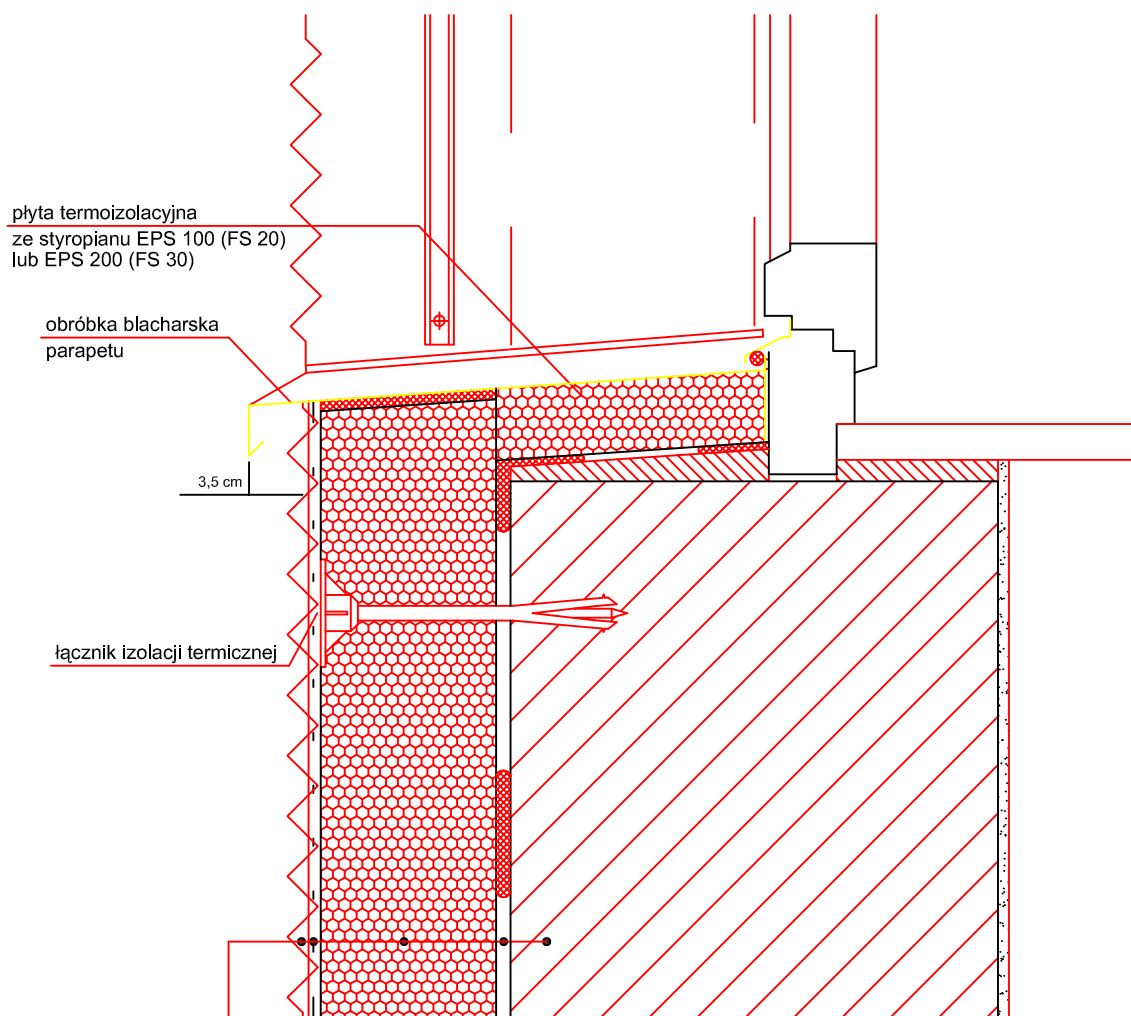 płyta termoizolacyjna
ze styropianu EPS 100 (FS 20)
lub EPS 200 (FS 30)
obróbka blacharska
parapetu
3,5 cm
łącznik izolacji termicznej